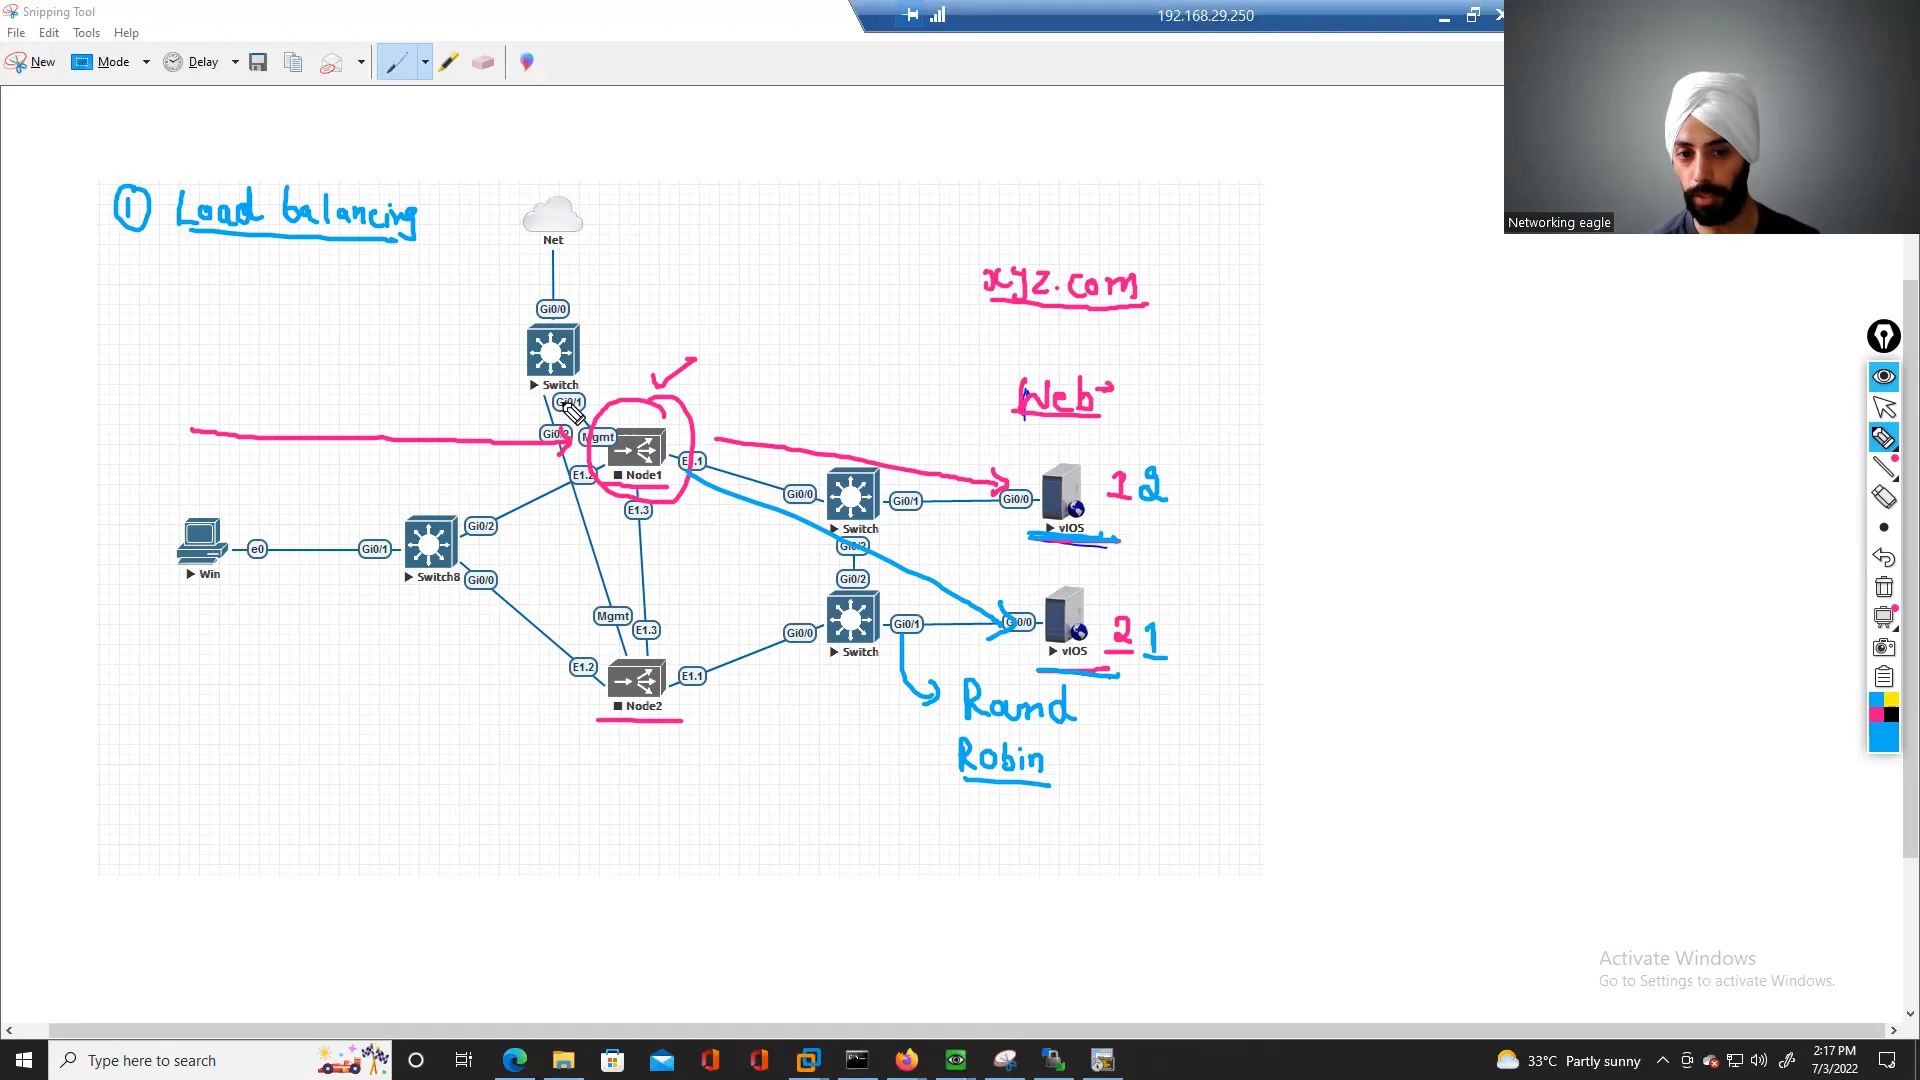 Snipping Tool
192.168.29.250
File Edit Tools Help
New Mode Delay
Networking eagle
1 Load balancing
Net
xyz.com
Gi0/0
Switch
Web
Gi0/1
Gi0/2
Mgmt
E1.1
Node1
E1.2
Gi0/0
Gi0/1
Gi0/0
1 2
E1.3
Switch
vIOS
Gi0/2
Gi0/2
e0
Gi0/1
Win
Switch8
Gi0/2
Gi0/0
Mgmt
E1.3
Gi0/0
Gi0/1
Gi0/0
2 1
Switch
vIOS
E1.2
E1.1
Node2
Round
Robin
Activate Windows
Go to Settings to activate Windows.
Type here to search
33°C Partly sunny
2:17 PM
7/3/2022